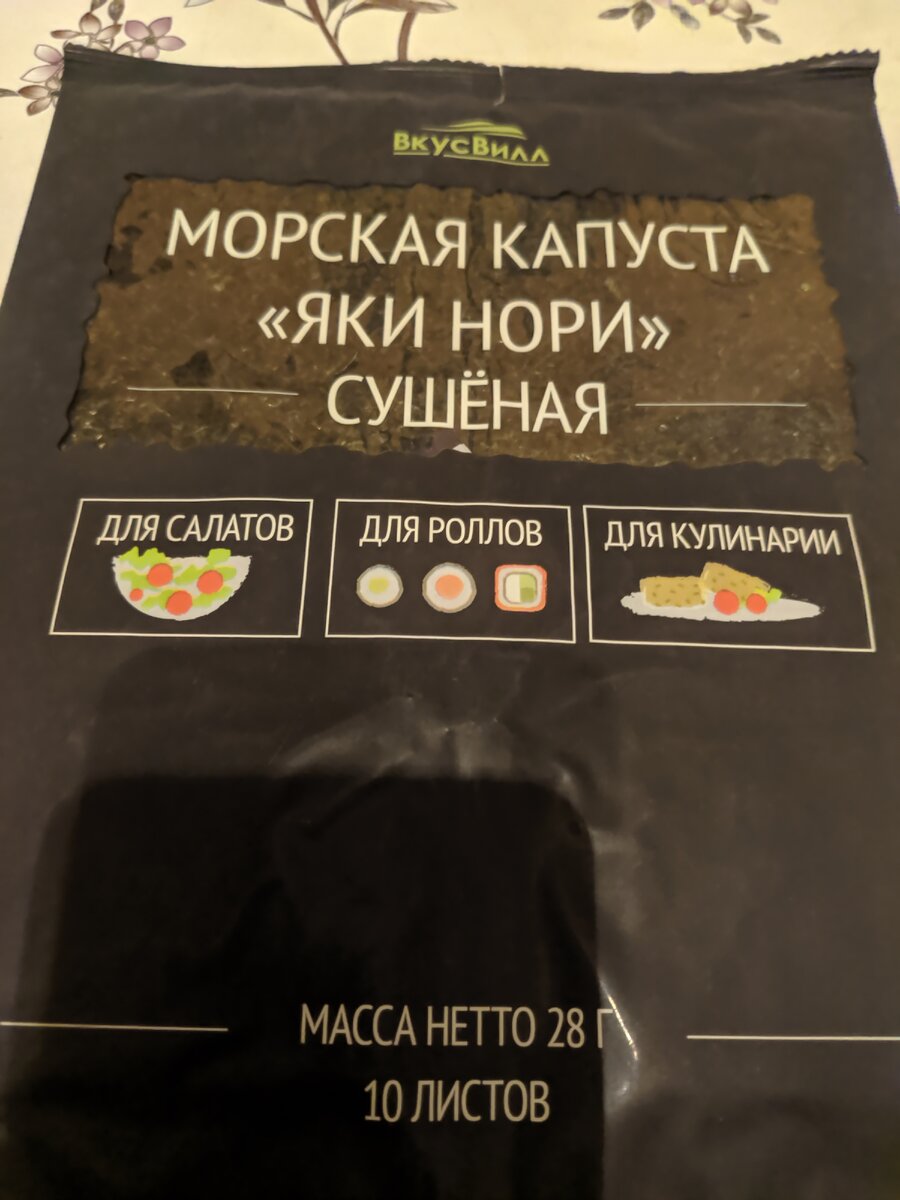 ВкусВилл
МОРСКАЯ КАПУСТА
«ЯКИ НОРИ»
СУШЁНАЯ
ДЛЯ САЛАТОВ
ДЛЯ РОЛЛОВ
ДЛЯ КУЛИНАРИИ
МАССА НЕТТО 28 Г
10 ЛИСТОВ